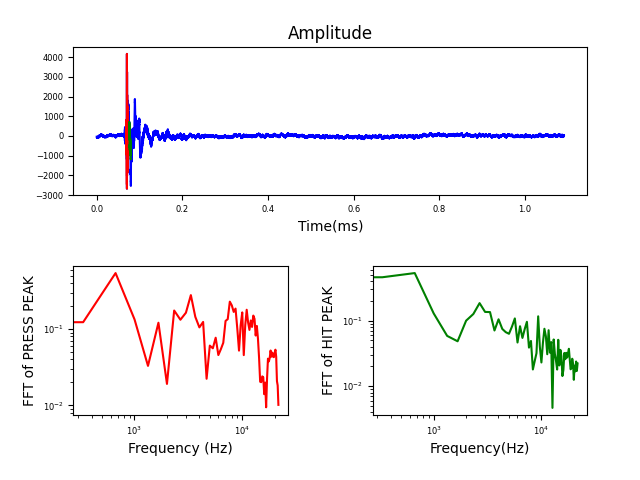 Amplitude
4000
3000
2000
1000
0
−1000
−2000
−3000
0.0 0.2 0.4 0.6 0.8 1.0
Time(ms)
FFT of PRESS PEAK
10⁻¹
10⁻²
10³ 10⁴
Frequency (Hz)
FFT of HIT PEAK
10⁻¹
10⁻²
10³ 10⁴
Frequency(Hz)